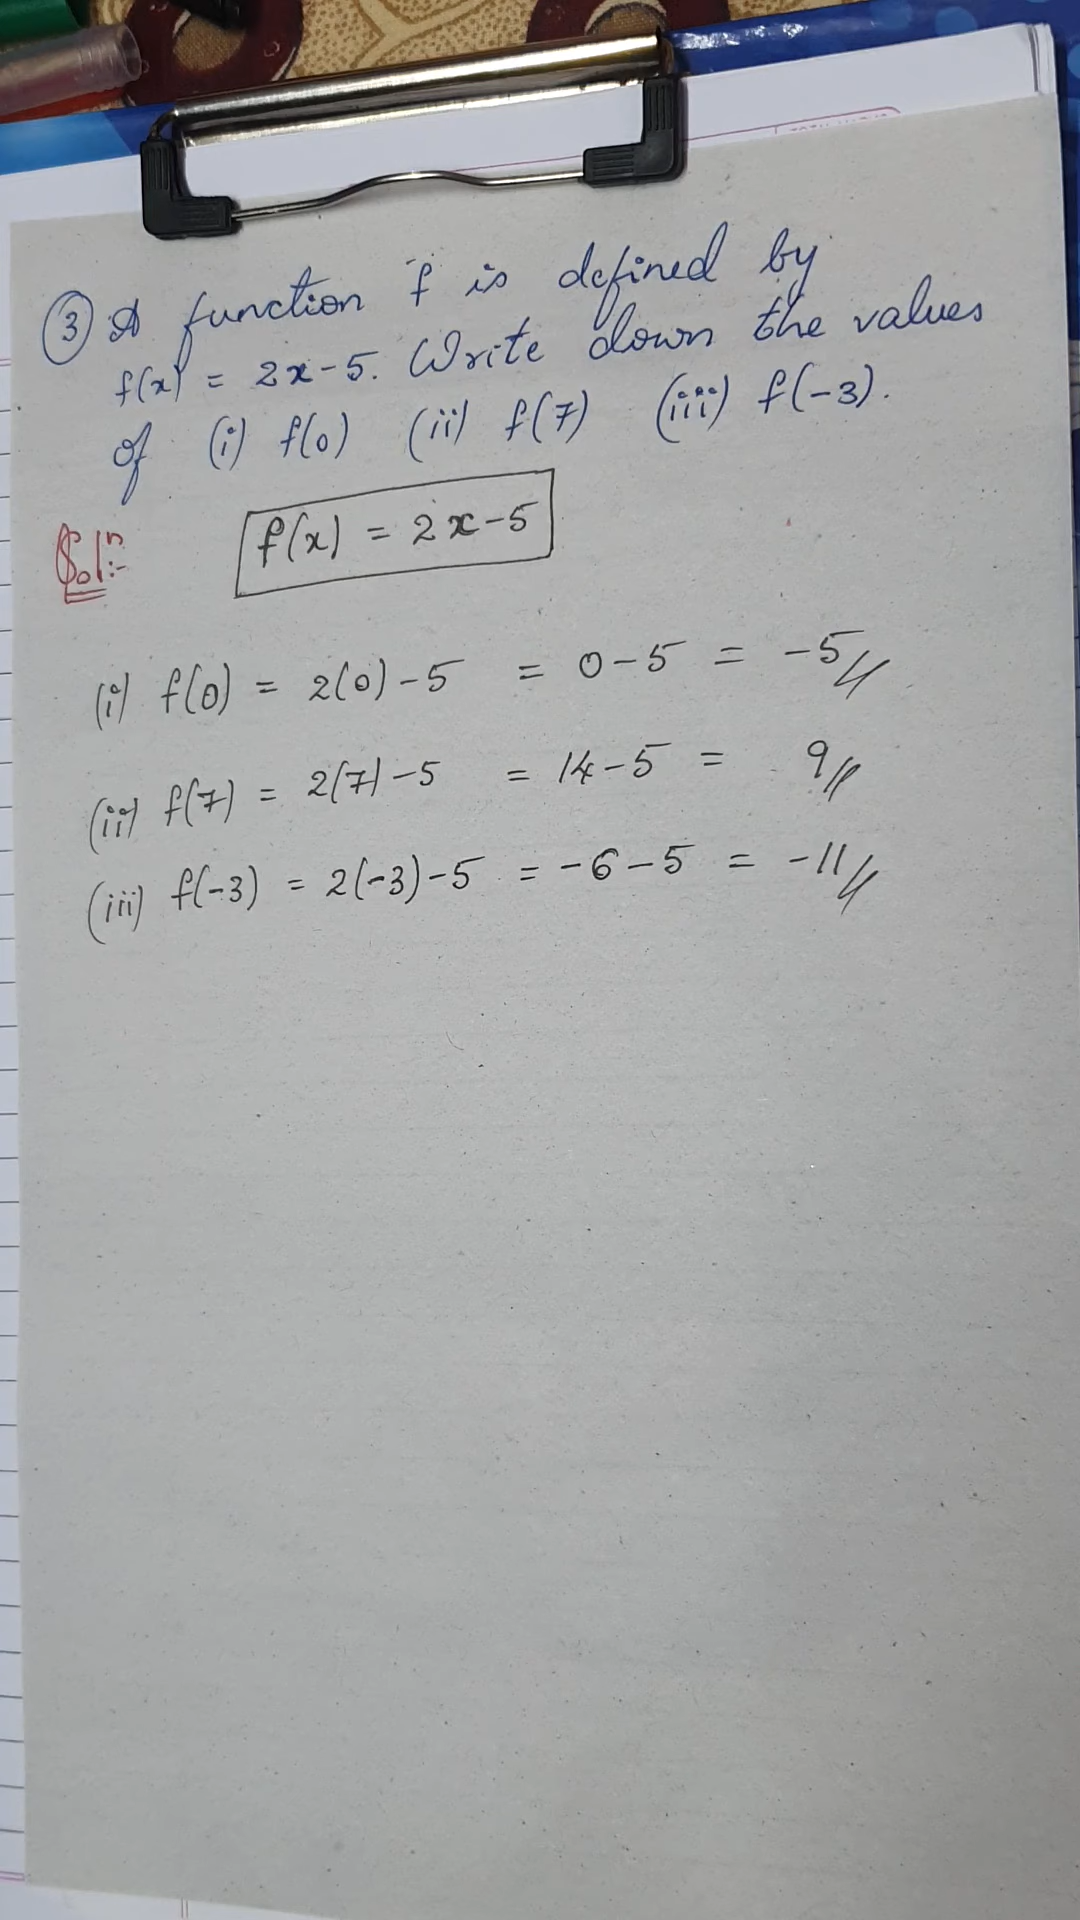 ③ A function f is defined by
f(x) = 2x-5. Write down the values
of (i) f(0) (ii) f(7) (iii) f(-3).
Solⁿ:-
f(x) = 2x-5
(i) f(0) = 2(0)-5 = 0-5 = -5//
(ii) f(7) = 2(7)-5 = 14-5 = 9//
(iii) f(-3) = 2(-3)-5 = -6-5 = -11//